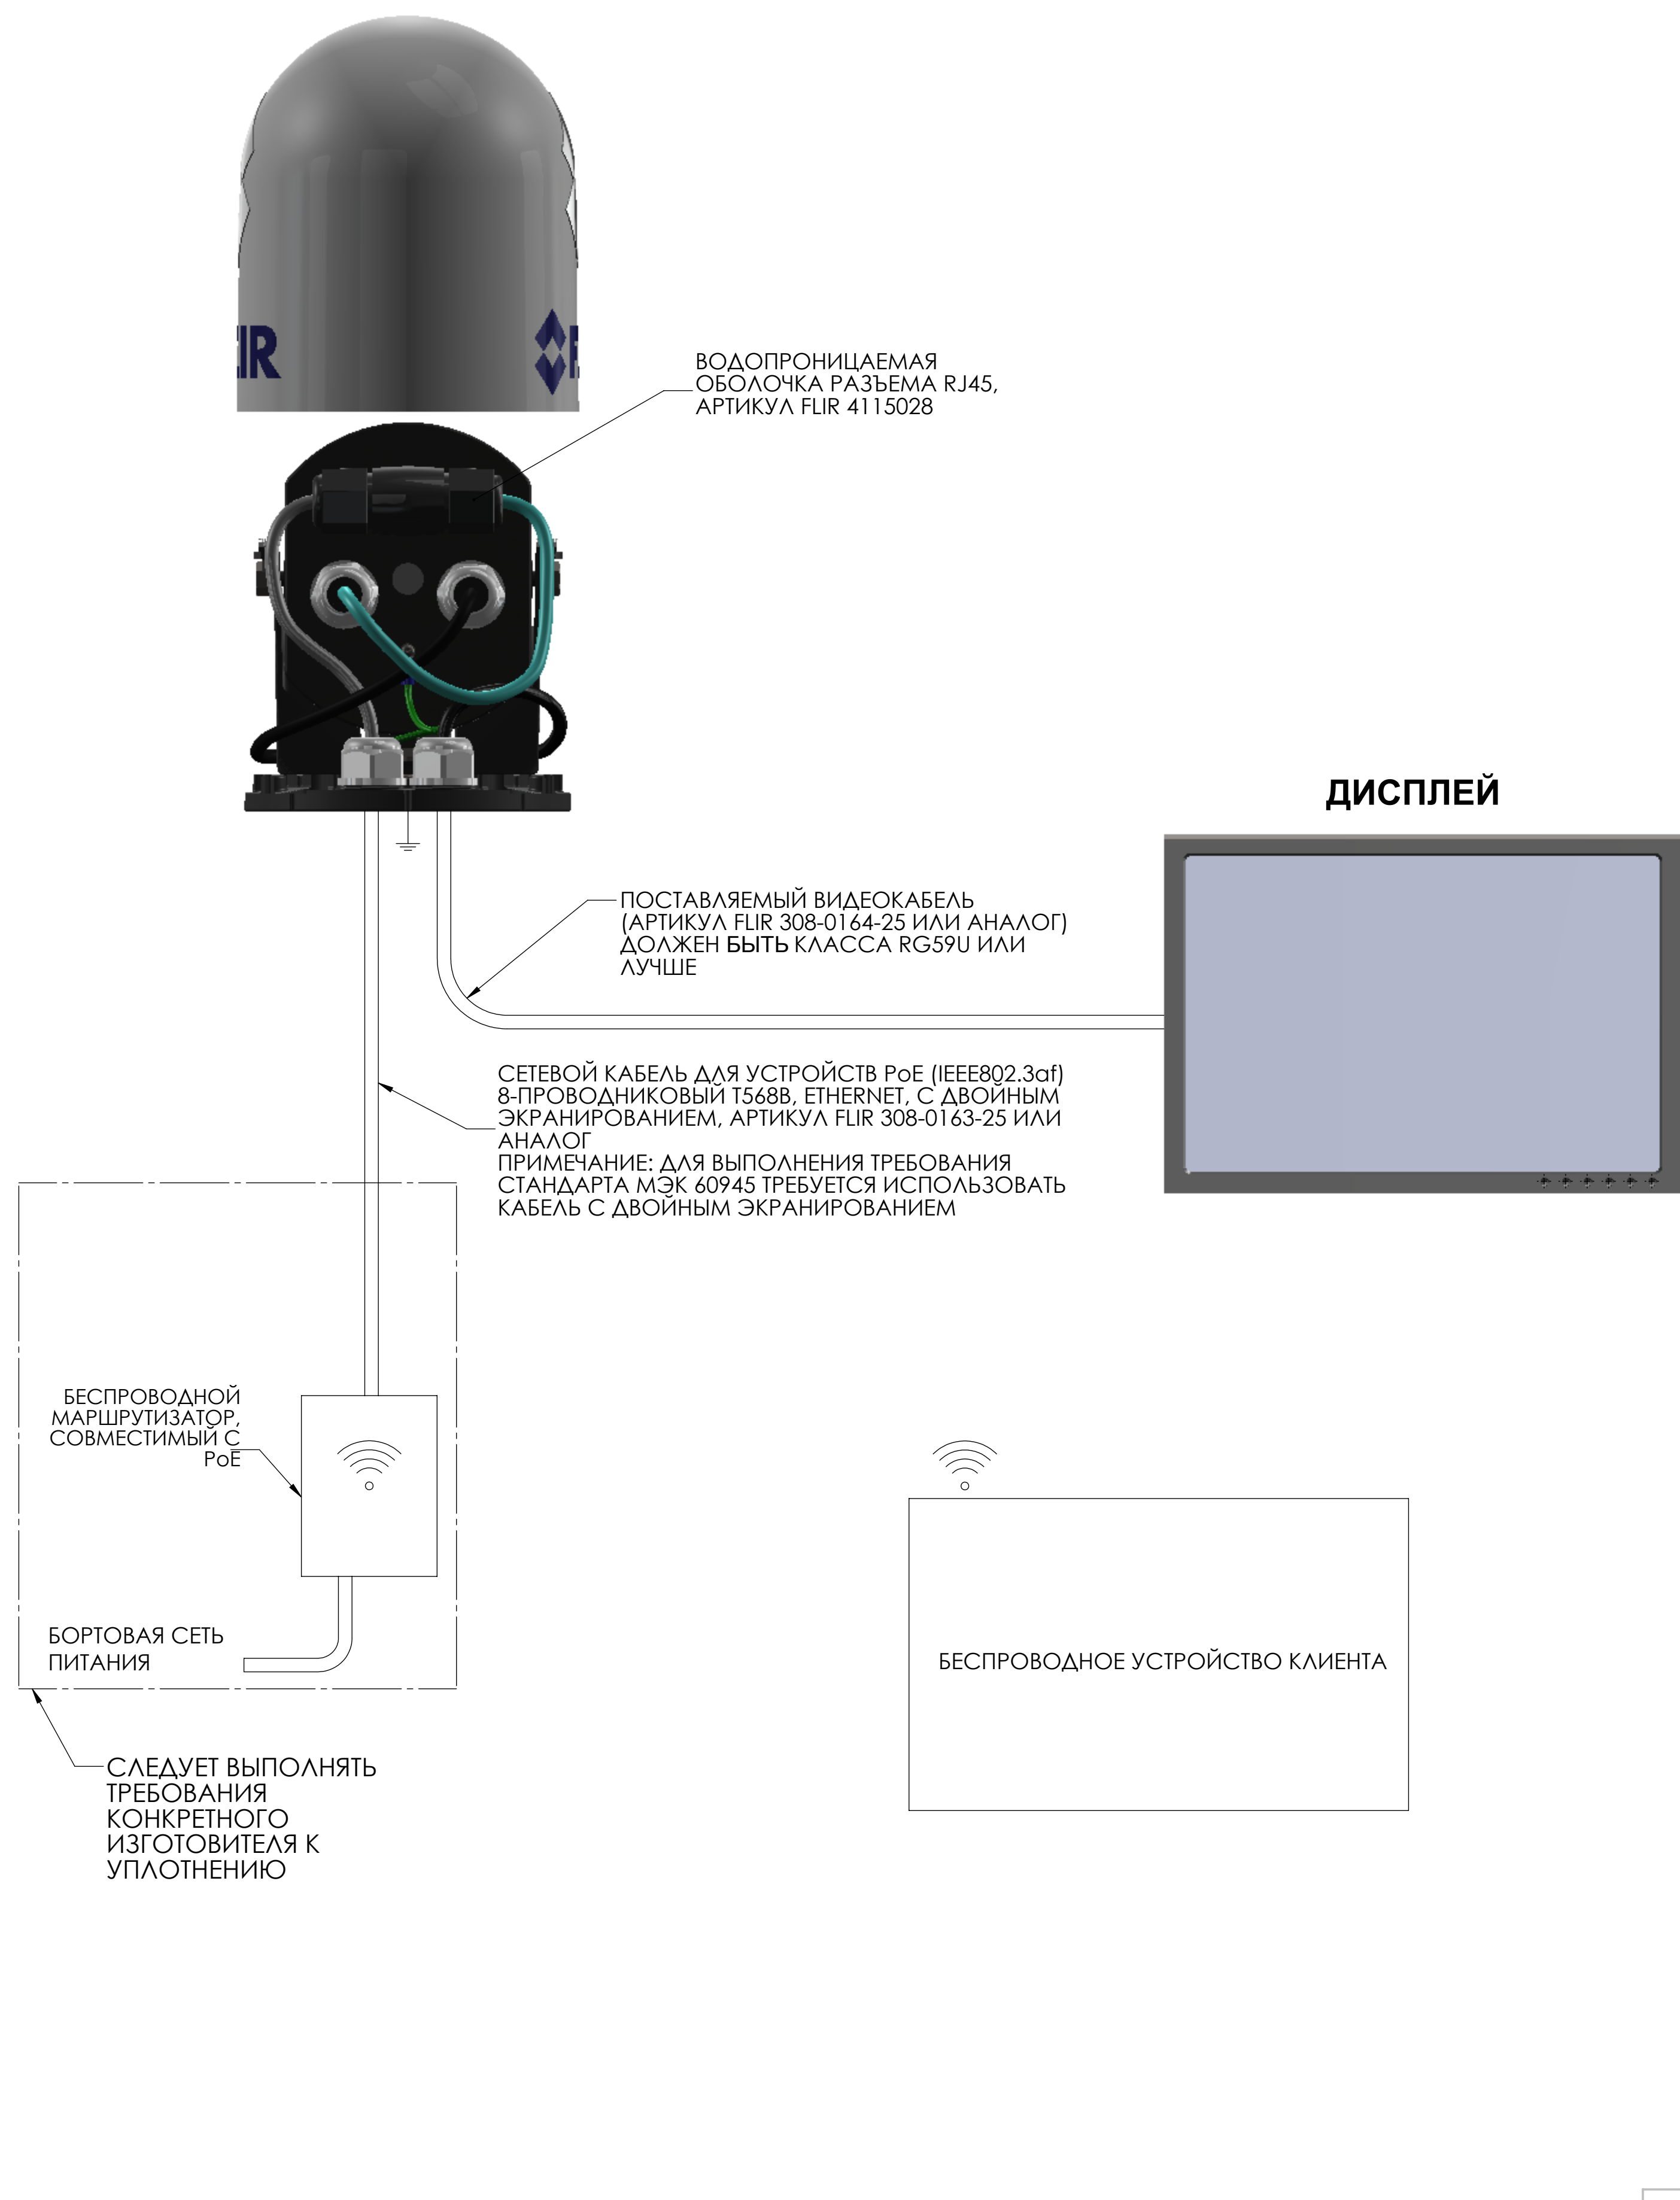 IR
ВОДОПРОНИЦАЕМАЯ
ОБОЛОЧКА РАЗЪЕМА RJ45,
АРТИКУЛ FLIR 4115028
ДИСПЛЕЙ
ПОСТАВЛЯЕМЫЙ ВИДЕОКАБЕЛЬ
(АРТИКУЛ FLIR 308-0164-25 ИЛИ АНАЛОГ)
ДОЛЖЕН БЫТЬ КЛАССА RG59U ИЛИ
ЛУЧШЕ
СЕТЕВОЙ КАБЕЛЬ ДЛЯ УСТРОЙСТВ PoE (IEEE802.3af)
8-ПРОВОДНИКОВЫЙ T568B, ETHERNET, С ДВОЙНЫМ
ЭКРАНИРОВАНИЕМ, АРТИКУЛ FLIR 308-0163-25 ИЛИ
АНАЛОГ
ПРИМЕЧАНИЕ: ДЛЯ ВЫПОЛНЕНИЯ ТРЕБОВАНИЯ
СТАНДАРТА МЭК 60945 ТРЕБУЕТСЯ ИСПОЛЬЗОВАТЬ
КАБЕЛЬ С ДВОЙНЫМ ЭКРАНИРОВАНИЕМ
БЕСПРОВОДНОЙ
МАРШРУТИЗАТОР,
СОВМЕСТИМЫЙ С
PoE
БОРТОВАЯ СЕТЬ
ПИТАНИЯ
БЕСПРОВОДНОЕ УСТРОЙСТВО КЛИЕНТА
СЛЕДУЕТ ВЫПОЛНЯТЬ
ТРЕБОВАНИЯ
КОНКРЕТНОГО
ИЗГОТОВИТЕЛЯ К
УПЛОТНЕНИЮ